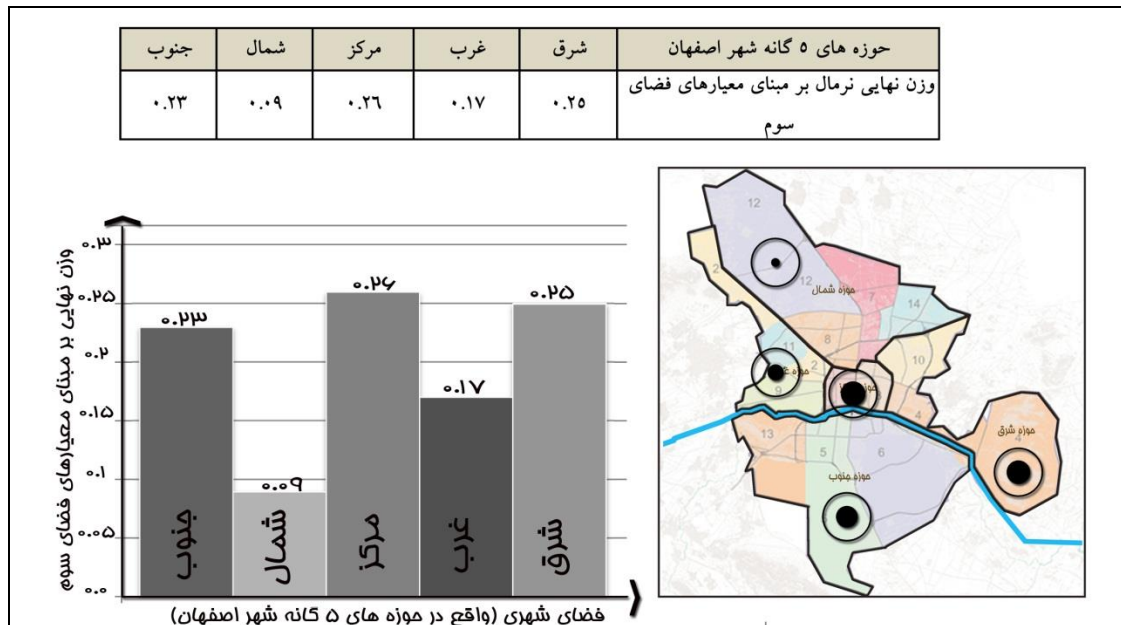 حوزه های ۵ گانه شهر اصفهان شرق غرب مرکز شمال جنوب
وزن نهایی نرمال بر مبنای معیارهای فضای
سوم
۰.۲۵ ۰.۱۷ ۰.۲۶ ۰.۰۹ ۰.۲۳
وزن نهایی بر مبنای معیارهای فضای سوم
۰.۳
۰.۲۵
۰.۲
۰.۱۵
۰.۱
۰.۰۵
۰.۰
۰.۲۳
۰.۰۹
۰.۲۶
۰.۱۷
۰.۲۵
جنوب
شمال
مرکز
غرب
شرق
فضای شهری (واقع در حوزه های ۵ گانه شهر اصفهان)
12
2
12
حوزه شمال
7
14
11
8
2
10
حوزه
9
حوزه
4
13
5
6
حوزه شرق
4
حوزه جنوب